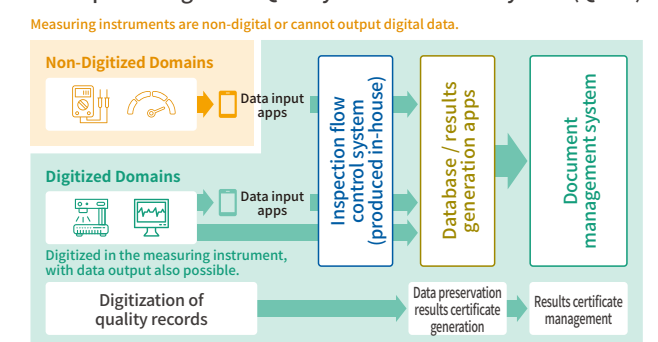 Measuring instruments are non-digital or cannot output digital data.
Non-Digitized Domains
Data input
apps
Digitized Domains
Data input
apps
Digitized in the measuring instrument,
with data output also possible.
Inspection flow
control system
(produced in-house)
Database / results
generation apps
Document
management system
Digitization of
quality records
Data preservation
results certificate
generation
Results certificate
management